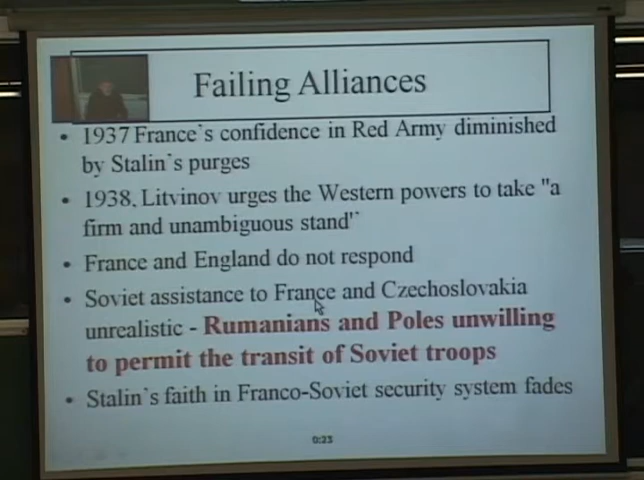 Failing Alliances
• 1937 France's confidence in Red Army diminished
by Stalin's purges
• 1938, Litvinov urges the Western powers to take "a
firm and unambiguous stand"
• France and England do not respond
• Soviet assistance to France and Czechoslovakia
unrealistic - Rumanians and Poles unwilling
to permit the transit of Soviet troops
• Stalin's faith in Franco-Soviet security system fades
0:23